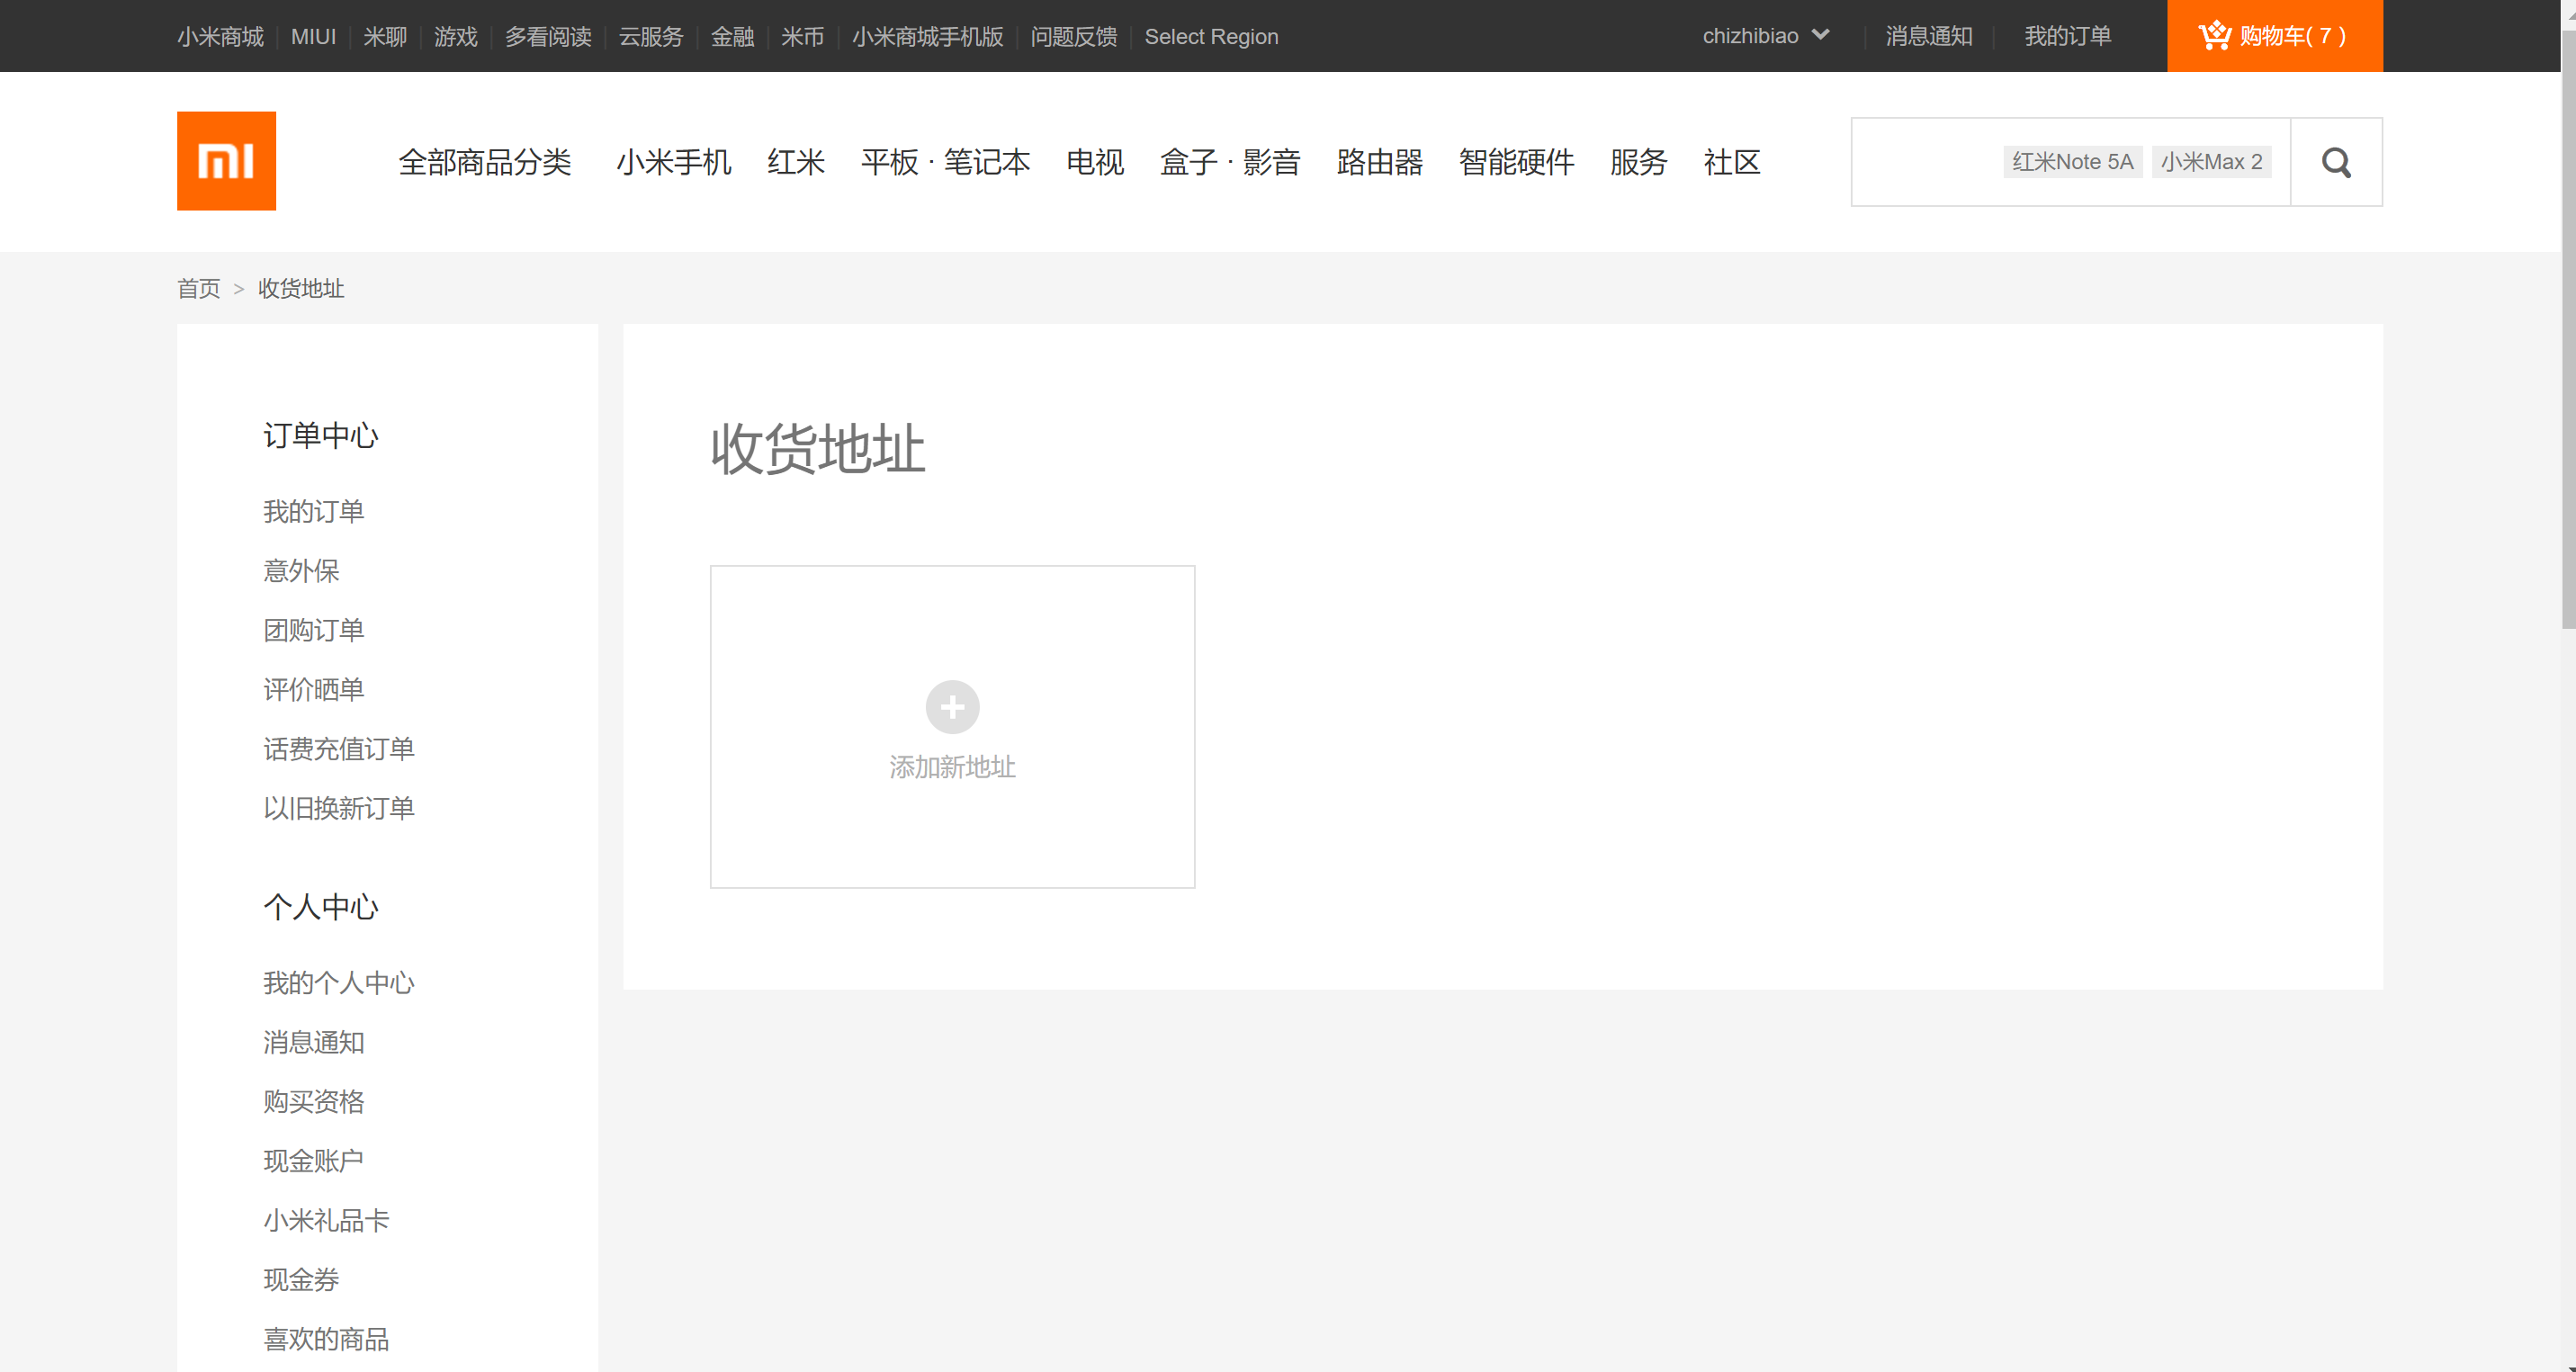 小米商城 MIUI 米聊 游戏 多看阅读 云服务 金融 米币 小米商城手机版 问题反馈 Select Region chizhibiao 消息通知 我的订单 购物车( 7 )
mi 全部商品分类 小米手机 红米 平板 · 笔记本 电视 盒子 · 影音 路由器 智能硬件 服务 社区 红米Note 5A 小米Max 2
首页 > 收货地址
订单中心
我的订单
意外保
团购订单
评价晒单
话费充值订单
以旧换新订单
个人中心
我的个人中心
消息通知
购买资格
现金账户
小米礼品卡
现金券
喜欢的商品
收货地址
添加新地址